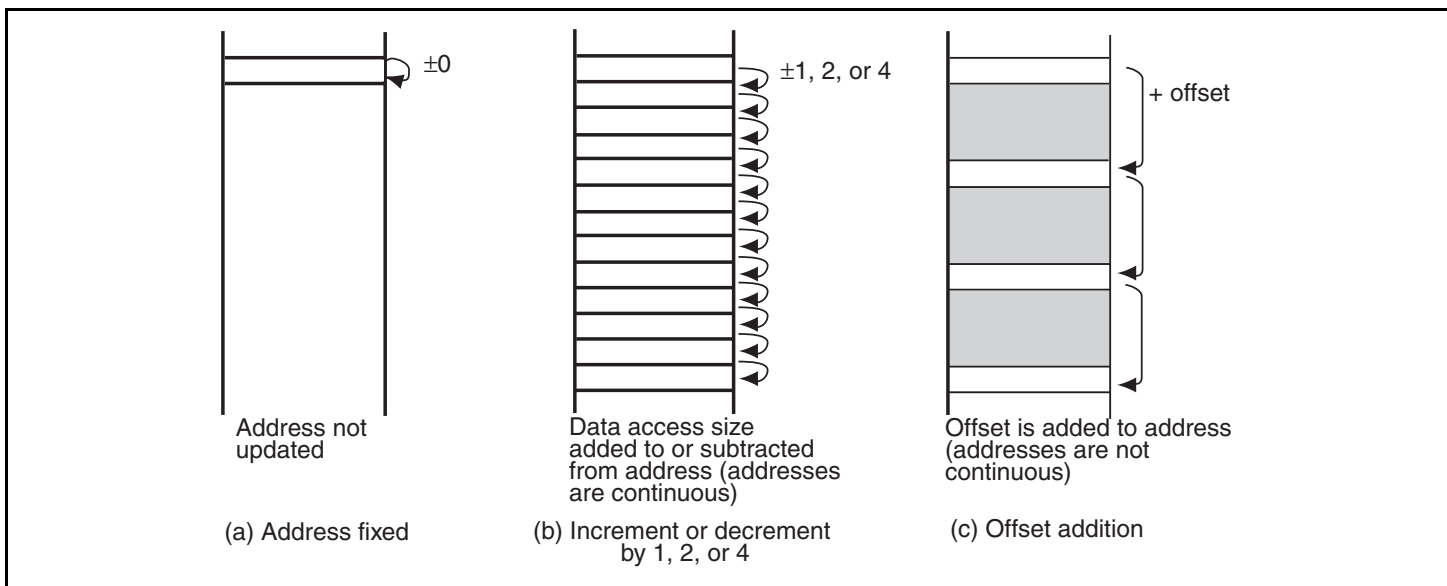 ±0
Address not
updated
(a) Address fixed
±1, 2, or 4
Data access size
added to or subtracted
from address (addresses
are continuous)
(b) Increment or decrement
by 1, 2, or 4
+ offset
Offset is added to address
(addresses are not
continuous)
(c) Offset addition